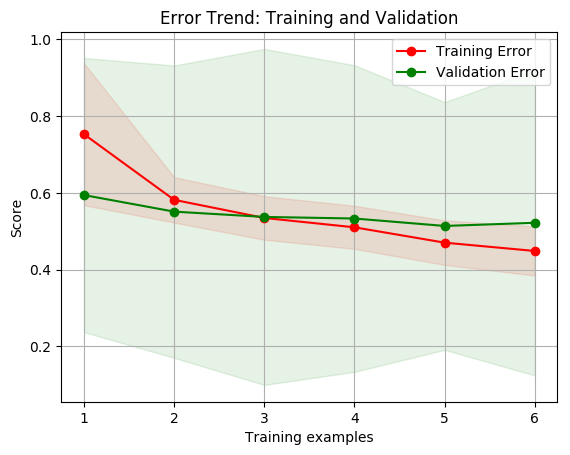 Error Trend: Training and Validation
Training Error
Validation Error
Score
1.0
0.8
0.6
0.4
0.2
1 2 3 4 5 6
Training examples